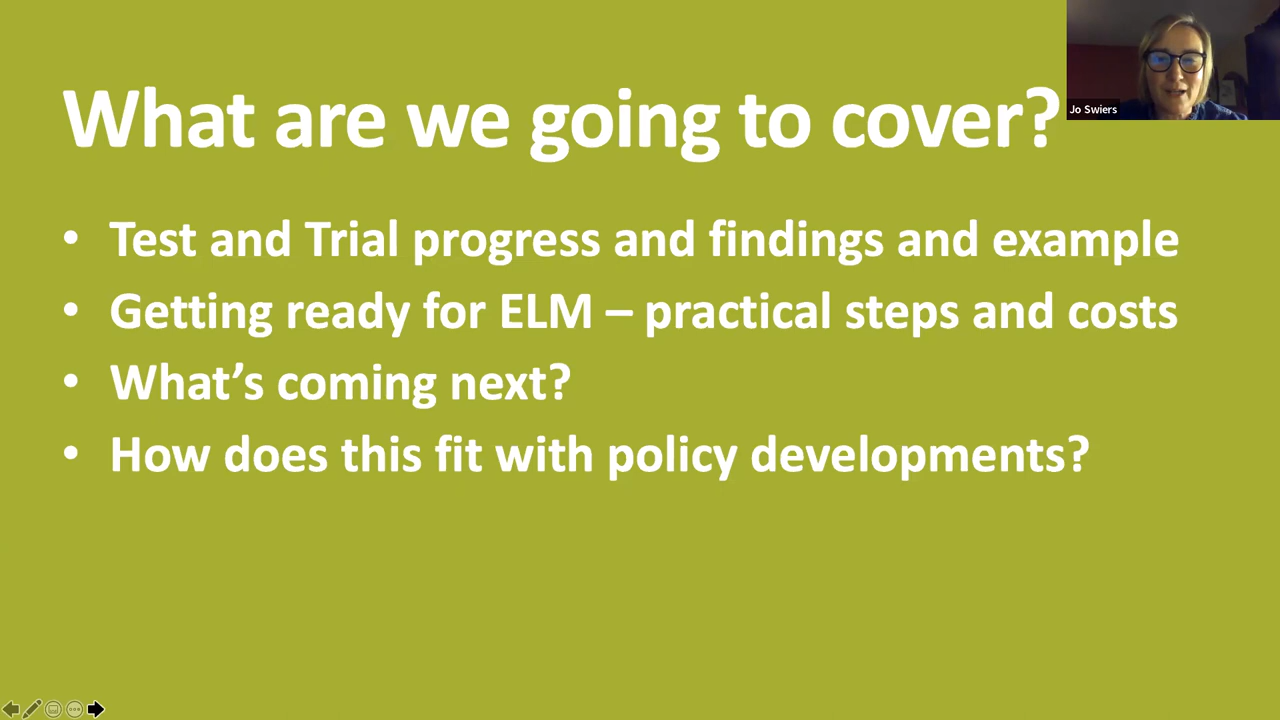 What are we going to cover?
Jo Swiers
• Test and Trial progress and findings and example
• Getting ready for ELM – practical steps and costs
• What's coming next?
• How does this fit with policy developments?